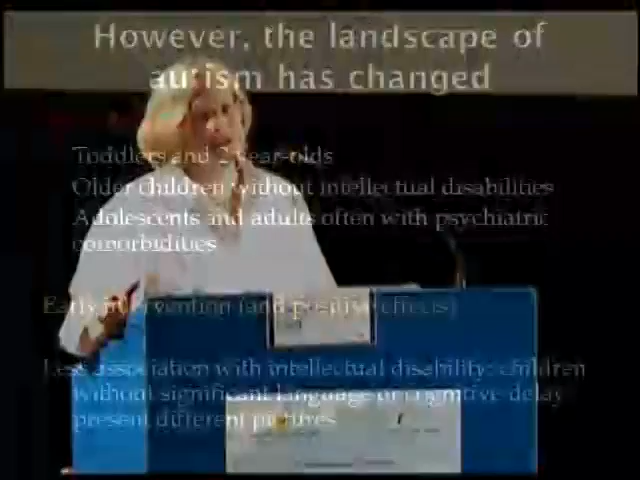 However, the landscape of
autism has changed
Toddlers and 2 year-olds
Older children without intellectual disabilities
Adolescents and adults often with psychiatric
comorbidities
Early intervention (and positive effects)
Less association with intellectual disability: children
without significant language or cognitive delay
present different pictures